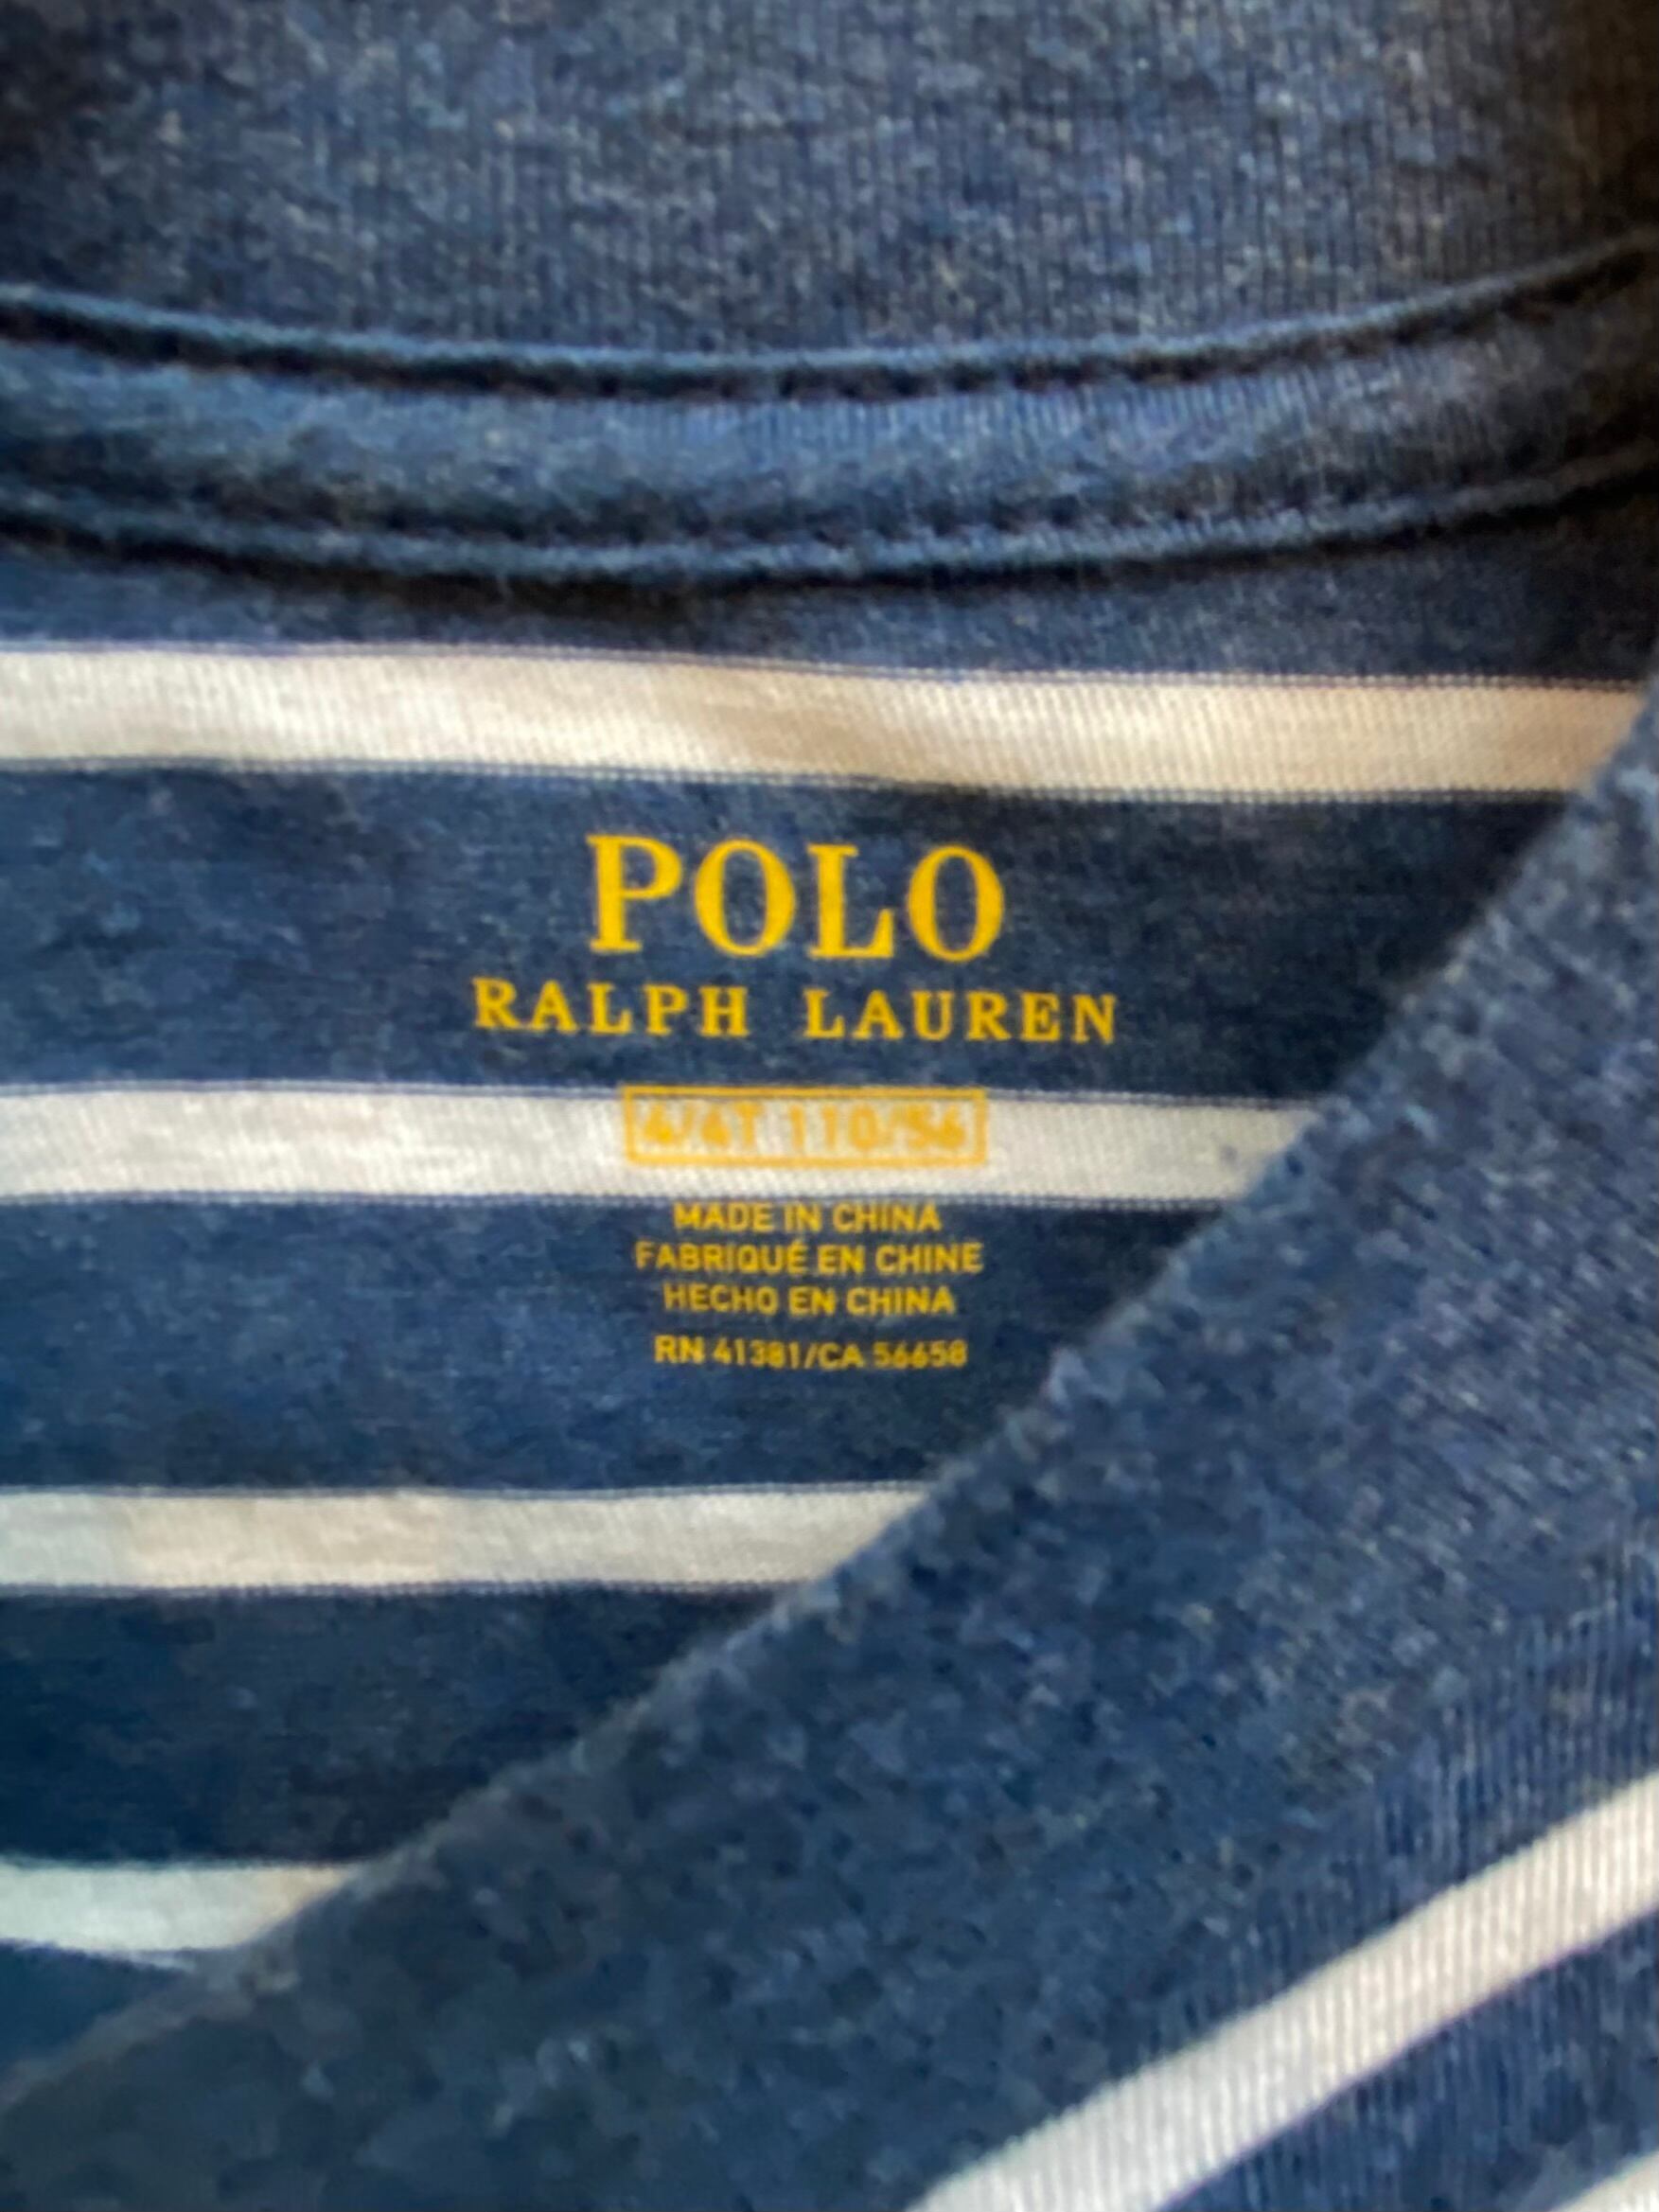 POLO
RALPH LAUREN
4/4T 110/56
MADE IN CHINA
FABRIQUÉ EN CHINE
HECHO EN CHINA
RN 41381/CA 56658